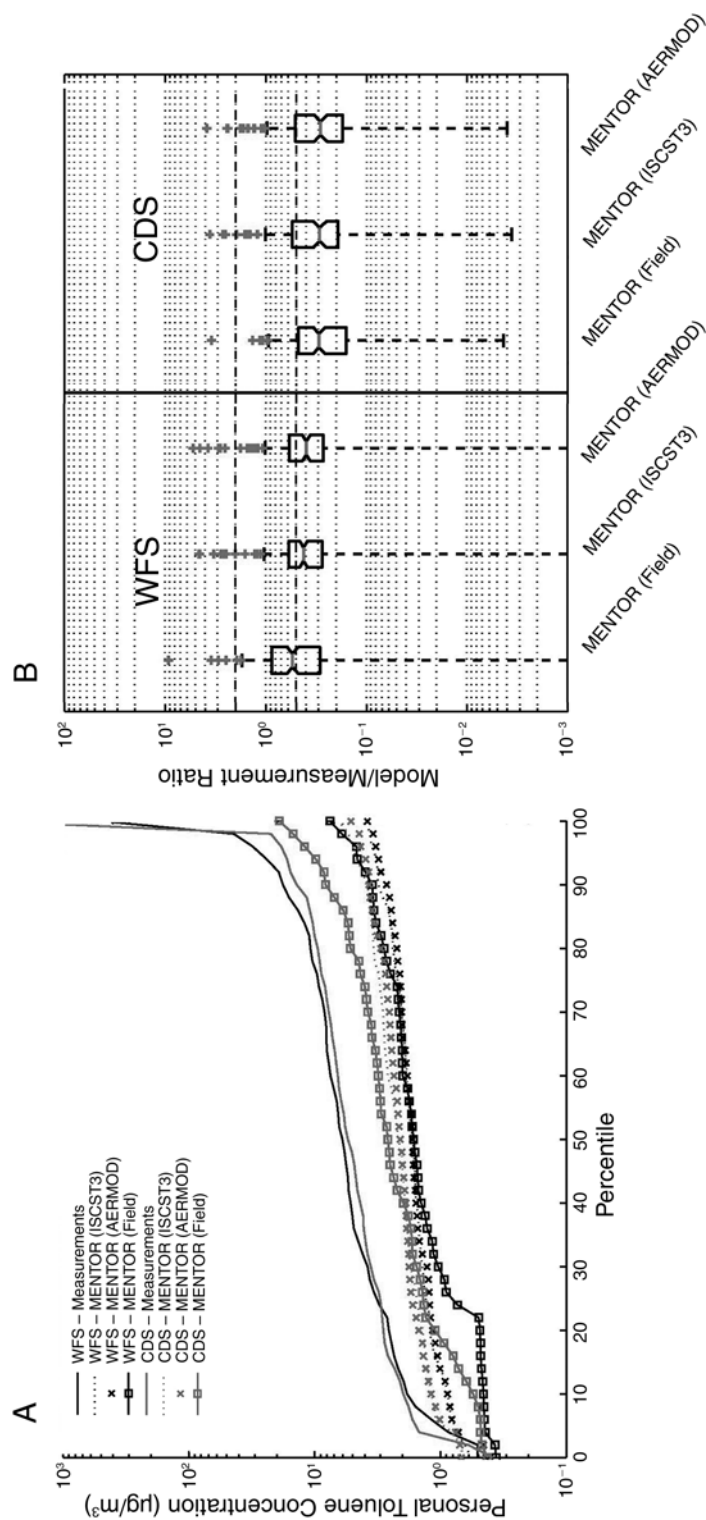 A
WFS – Measurements
WFS – MENTOR (ISCST3)
WFS – MENTOR (AERMOD)
WFS – MENTOR (Field)
CDS – Measurements
CDS – MENTOR (ISCST3)
CDS – MENTOR (AERMOD)
CDS – MENTOR (Field)
Personal Toluene Concentration (µg/m³)
10³
10²
10¹
10⁰
10⁻¹
0 10 20 30 40 50 60 70 80 90 100
Percentile
B
WFS
CDS
Model/Measurement Ratio
10²
10¹
10⁰
10⁻¹
10⁻²
10⁻³
MENTOR (Field)
MENTOR (ISCST3)
MENTOR (AERMOD)
MENTOR (Field)
MENTOR (ISCST3)
MENTOR (AERMOD)